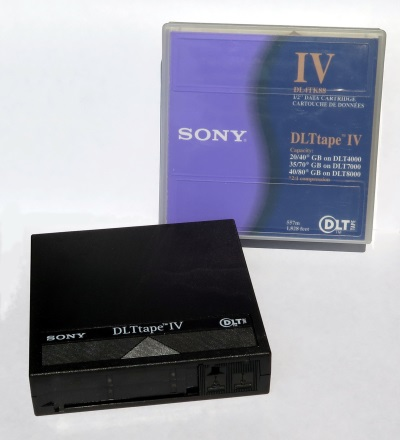 IV
DL4TK88
1/2" DATA CARTRIDGE
CARTOUCHE DE DONNÉES
SONY
DLTtape™ IV
Capacity:
20/40* GB on DLT4000
35/70* GB on DLT7000
40/80* GB on DLT8000
*2:1 compression
557m
1,828 feet
DLT
SONY
DLTtape™ IV
DLT